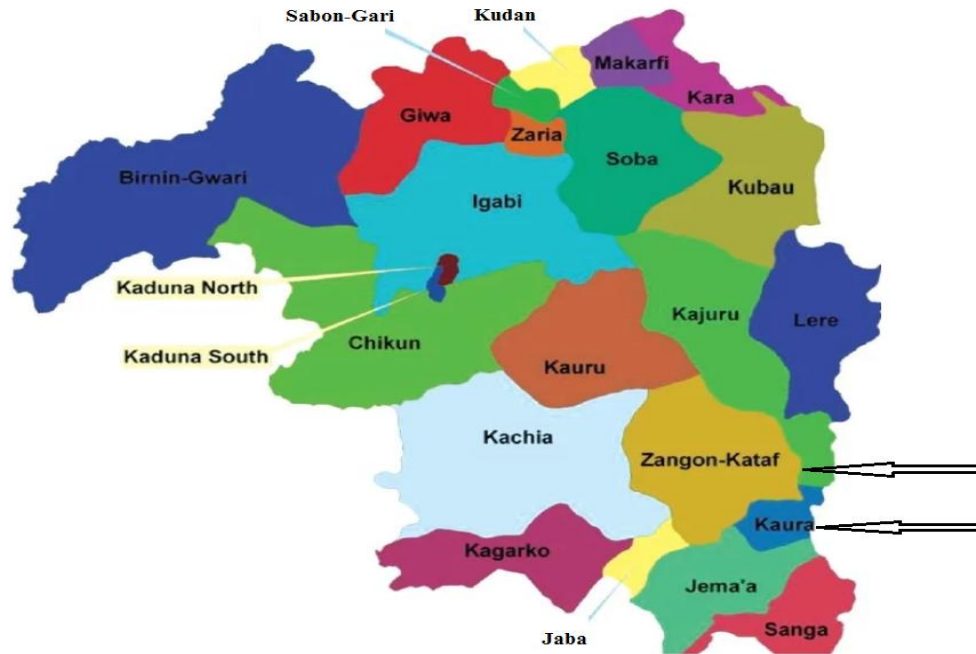 Sabon-Gari
Kudan
Makarfi
Kara
Giwa
Zaria
Soba
Birnin-Gwari
Igabi
Kubau
Kaduna North
Kajuru
Lere
Kaduna South
Chikun
Kauru
Kachia
Zangon-Kataf
Kaura
Kagarko
Jema'a
Jaba
Sanga